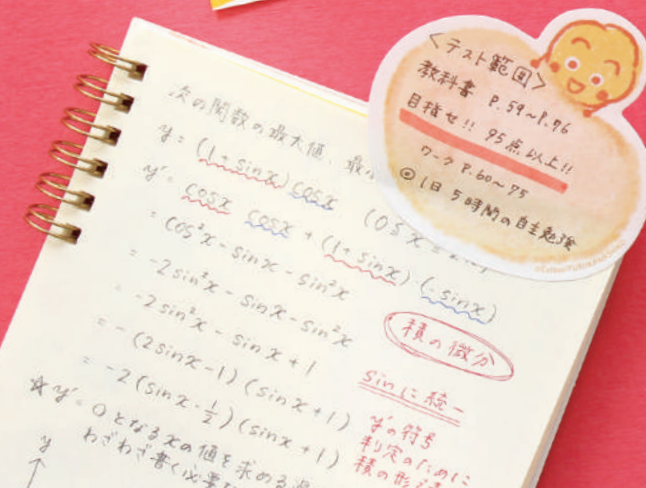 <テスト範囲>
教科書 P.59~P.76
目指せ!! 95点以上!!
ワーク P.60~75
◎1日5時間の自主勉強
次の関数の最大値、最小
y = (1+sinx)cosx (0≦x≦2π)
y' = cosx cosx + (1+sinx)・(-sinx)
= cos²x - sinx - sin²x
= -2sin²x - sinx - sin²x
= -2sin²x - sinx + 1
= -(2sinx-1)(sinx+1)
= -2(sinx-½)(sinx+1)
積の微分
sinに統一
y'の符号
判定のために
積の形
☆y' = 0となるxの値を求める
わざわざ書く必要
y